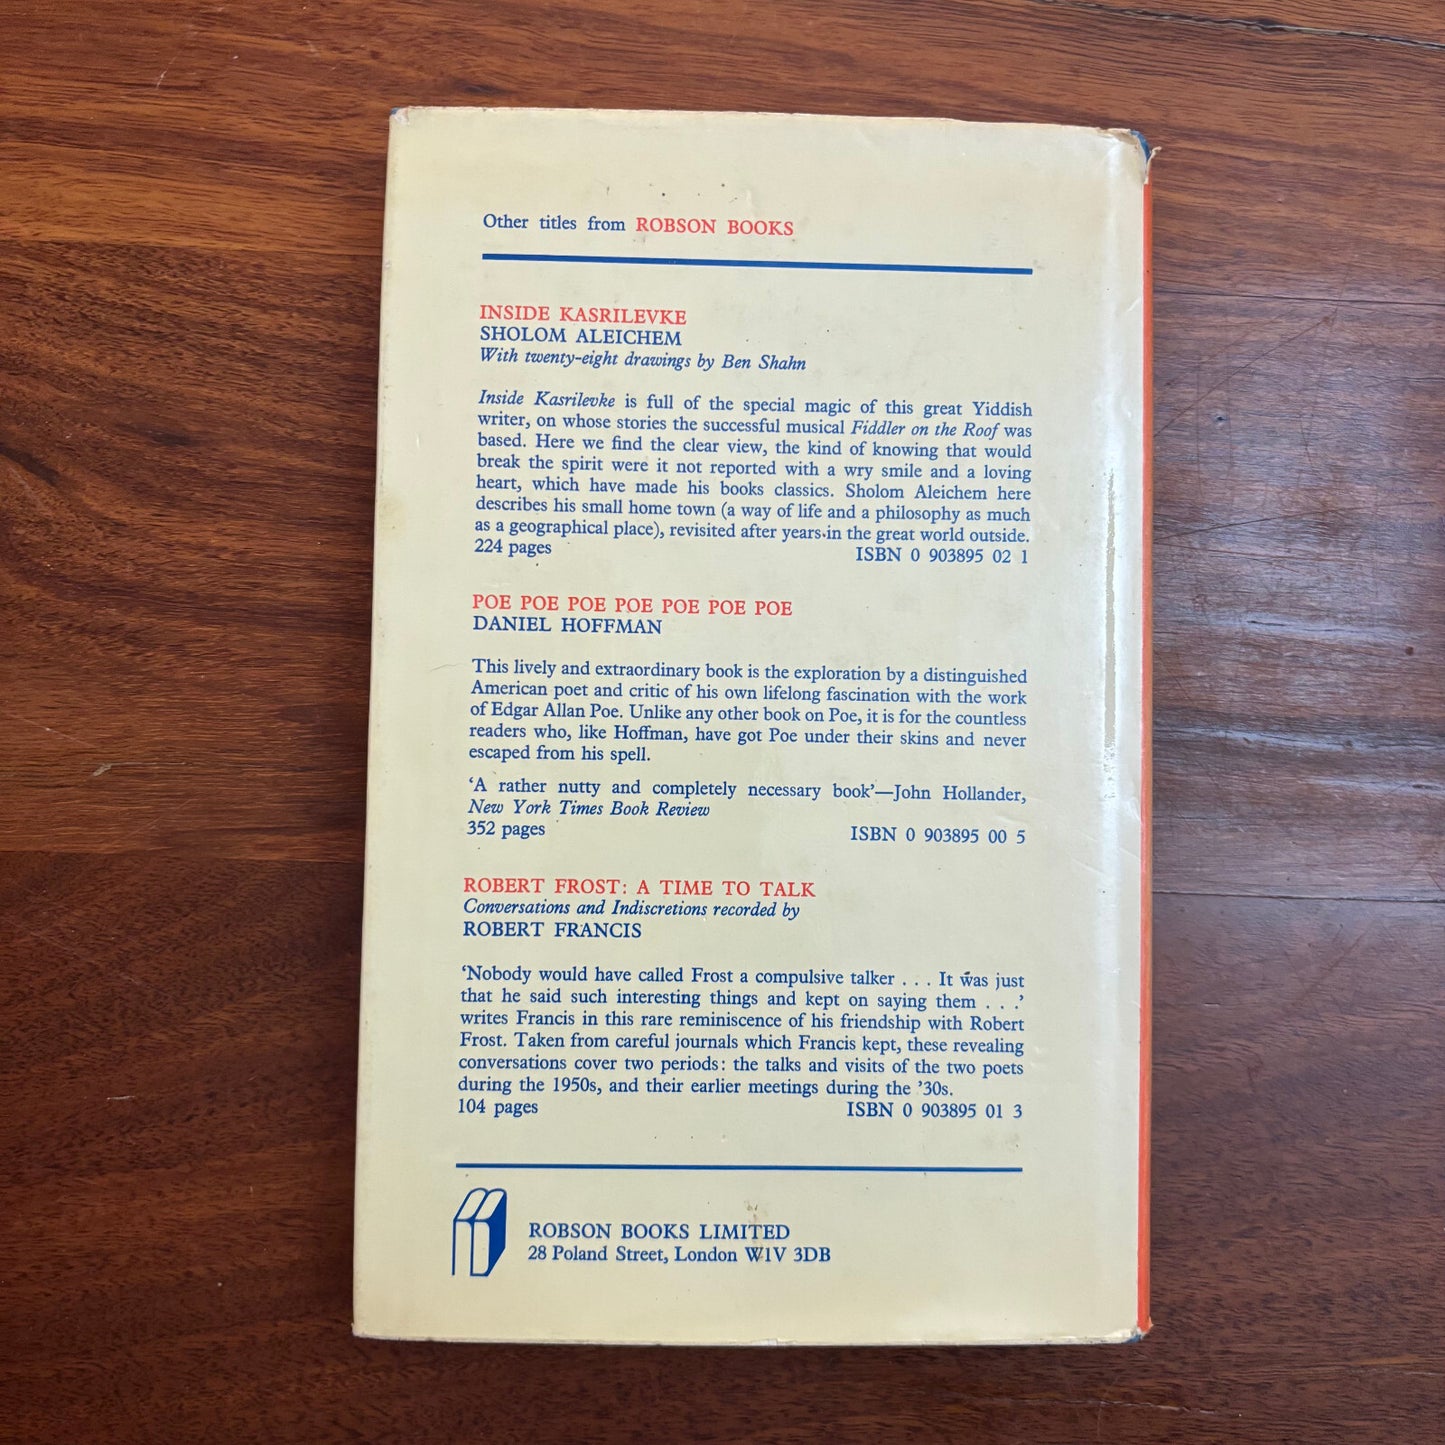 Other titles from ROBSON BOOKS
INSIDE KASRILEVKE
SHOLOM ALEICHEM
With twenty-eight drawings by Ben Shahn
Inside Kasrilevke is full of the special magic of this great Yiddish
writer, on whose stories the successful musical Fiddler on the Roof was
based. Here we find the clear view, the kind of knowing that would
break the spirit were it not reported with a wry smile and a loving
heart, which have made his books classics. Sholom Aleichem here
describes his small home town (a way of life and a philosophy as much
as a geographical place), revisited after years in the great world outside.
224 pages ISBN 0 903895 02 1
POE POE POE POE POE POE POE
DANIEL HOFFMAN
This lively and extraordinary book is the exploration by a distinguished
American poet and critic of his own lifelong fascination with the work
of Edgar Allan Poe. Unlike any other book on Poe, it is for the countless
readers who, like Hoffman, have got Poe under their skins and never
escaped from his spell.
‘A rather nutty and completely necessary book’—John Hollander,
New York Times Book Review
352 pages ISBN 0 903895 00 5
ROBERT FROST: A TIME TO TALK
Conversations and Indiscretions recorded by
ROBERT FRANCIS
‘Nobody would have called Frost a compulsive talker . . . It was just
that he said such interesting things and kept on saying them . . .’
writes Francis in this rare reminiscence of his friendship with Robert
Frost. Taken from careful journals which Francis kept, these revealing
conversations cover two periods: the talks and visits of the two poets
during the 1950s, and their earlier meetings during the ’30s.
104 pages ISBN 0 903895 01 3
ROBSON BOOKS LIMITED
28 Poland Street, London W1V 3DB